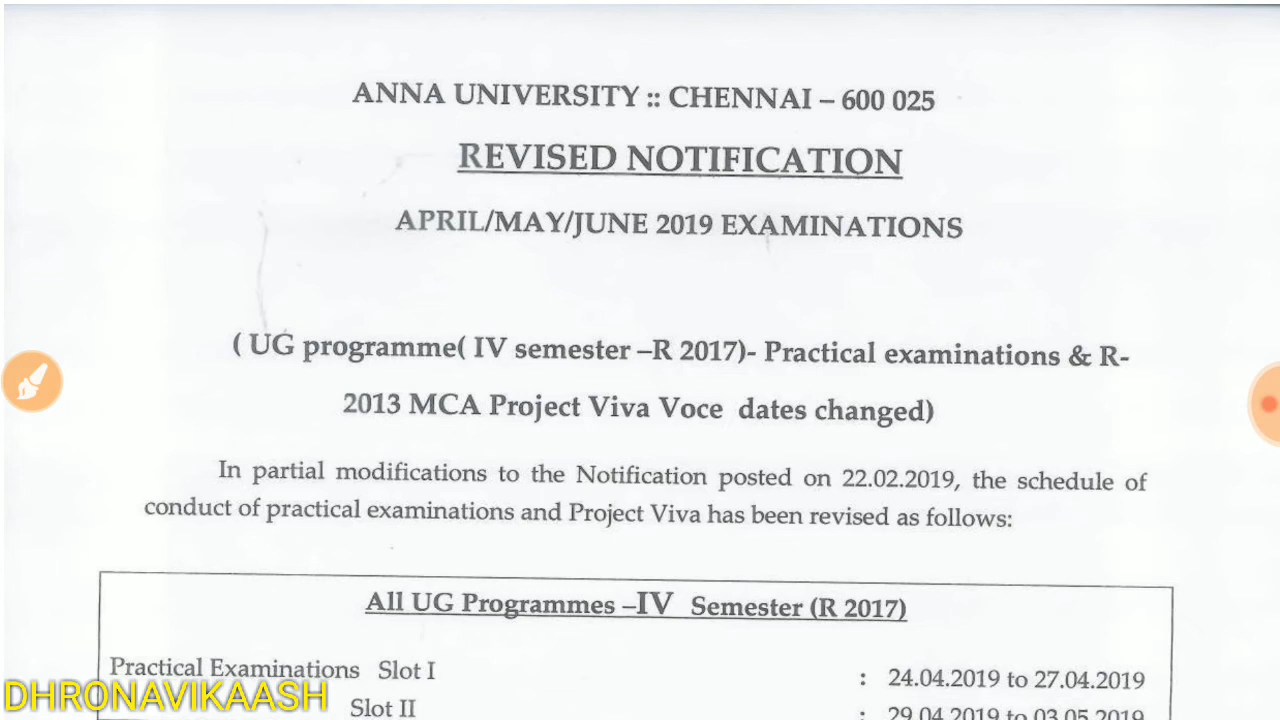 ANNA UNIVERSITY :: CHENNAI – 600 025
REVISED NOTIFICATION
APRIL/MAY/JUNE 2019 EXAMINATIONS
( UG programme( IV semester –R 2017)- Practical examinations & R-
2013 MCA Project Viva Voce dates changed)
In partial modifications to the Notification posted on 22.02.2019, the schedule of
conduct of practical examinations and Project Viva has been revised as follows:
All UG Programmes –IV Semester (R 2017)
Practical Examinations Slot I : 24.04.2019 to 27.04.2019
Slot II : 29.04.2019 to 03.05.2019
DHRONAVIKAASH